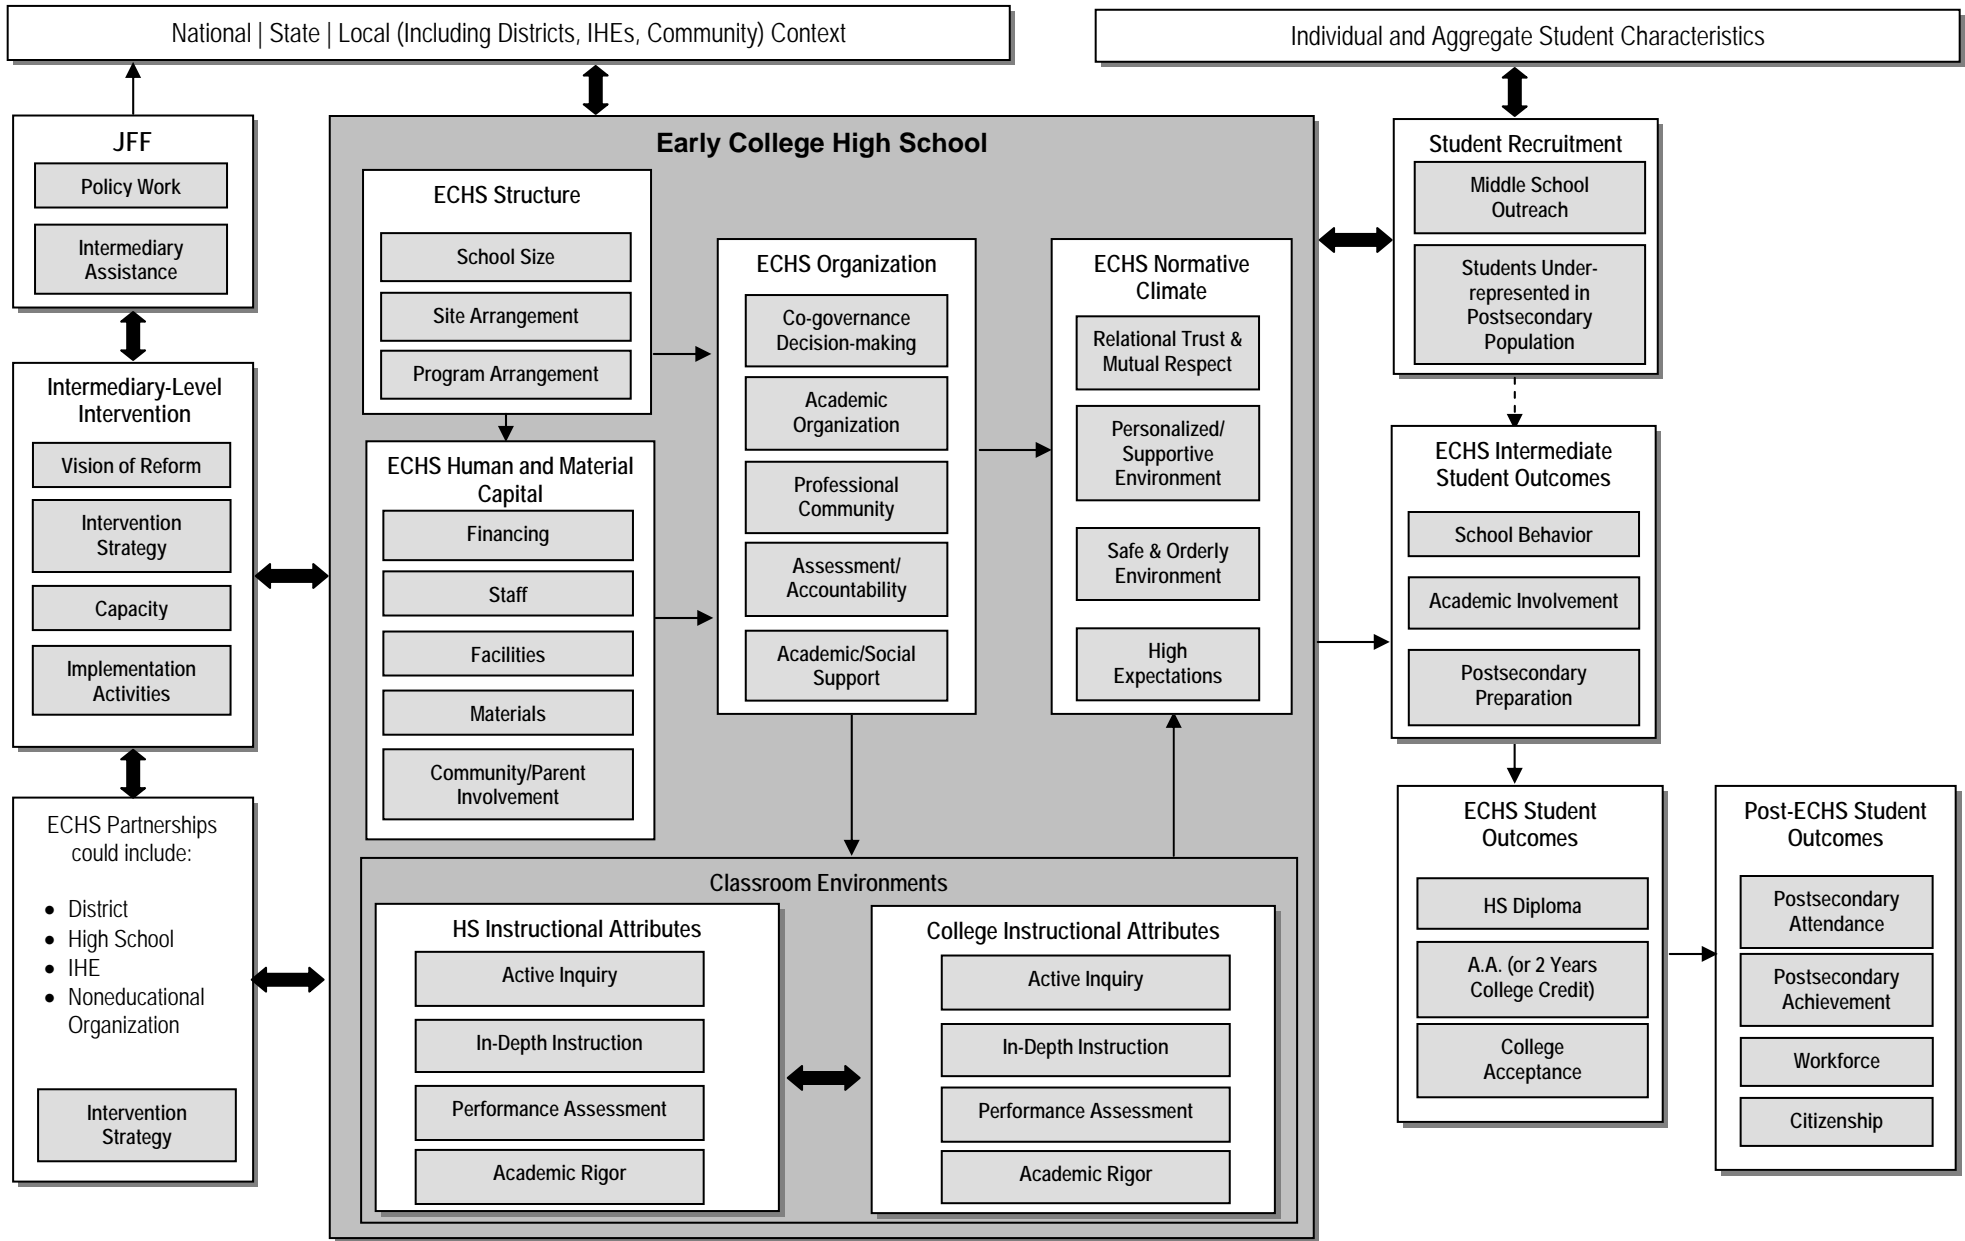 National | State | Local (Including Districts, IHEs, Community) Context
Individual and Aggregate Student Characteristics
JFF
Policy Work
Intermediary
Assistance
Intermediary-Level
Intervention
Vision of Reform
Intervention
Strategy
Capacity
Implementation
Activities
ECHS Partnerships
could include:
• District
• High School
• IHE
• Noneducational
Organization
Intervention
Strategy
Early College High School
ECHS Structure
School Size
Site Arrangement
Program Arrangement
ECHS Human and Material
Capital
Financing
Staff
Facilities
Materials
Community/Parent
Involvement
ECHS Organization
Co-governance
Decision-making
Academic
Organization
Professional
Community
Assessment/
Accountability
Academic/Social
Support
ECHS Normative
Climate
Relational Trust &
Mutual Respect
Personalized/
Supportive
Environment
Safe & Orderly
Environment
High
Expectations
Classroom Environments
HS Instructional Attributes
Active Inquiry
In-Depth Instruction
Performance Assessment
Academic Rigor
College Instructional Attributes
Active Inquiry
In-Depth Instruction
Performance Assessment
Academic Rigor
Student Recruitment
Middle School
Outreach
Students Under-
represented in
Postsecondary
Population
ECHS Intermediate
Student Outcomes
School Behavior
Academic Involvement
Postsecondary
Preparation
ECHS Student
Outcomes
HS Diploma
A.A. (or 2 Years
College Credit)
College
Acceptance
Post-ECHS Student
Outcomes
Postsecondary
Attendance
Postsecondary
Achievement
Workforce
Citizenship